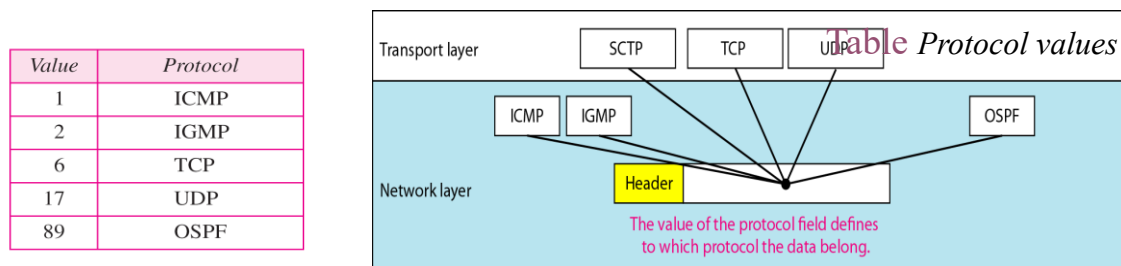 Value Protocol
1 ICMP
2 IGMP
6 TCP
17 UDP
89 OSPF
Table Protocol values
Transport layer
SCTP TCP UDP
ICMP IGMP OSPF
Network layer
Header
The value of the protocol field defines
to which protocol the data belong.